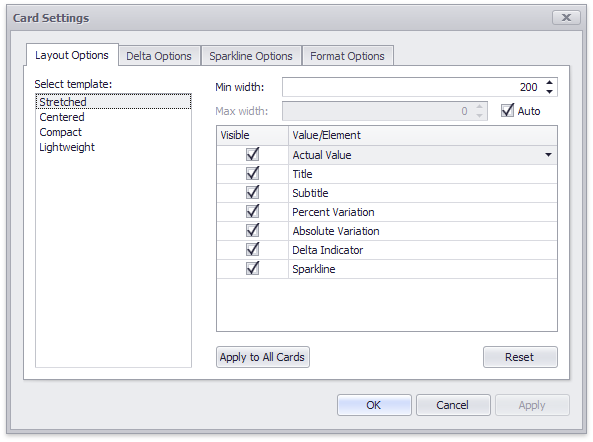 Card Settings
Layout Options Delta Options Sparkline Options Format Options
Select template:
Stretched
Centered
Compact
Lightweight
Min width: 200
Max width: 0 Auto
Visible Value/Element
Actual Value
Title
Subtitle
Percent Variation
Absolute Variation
Delta Indicator
Sparkline
Apply to All Cards Reset
OK Cancel Apply